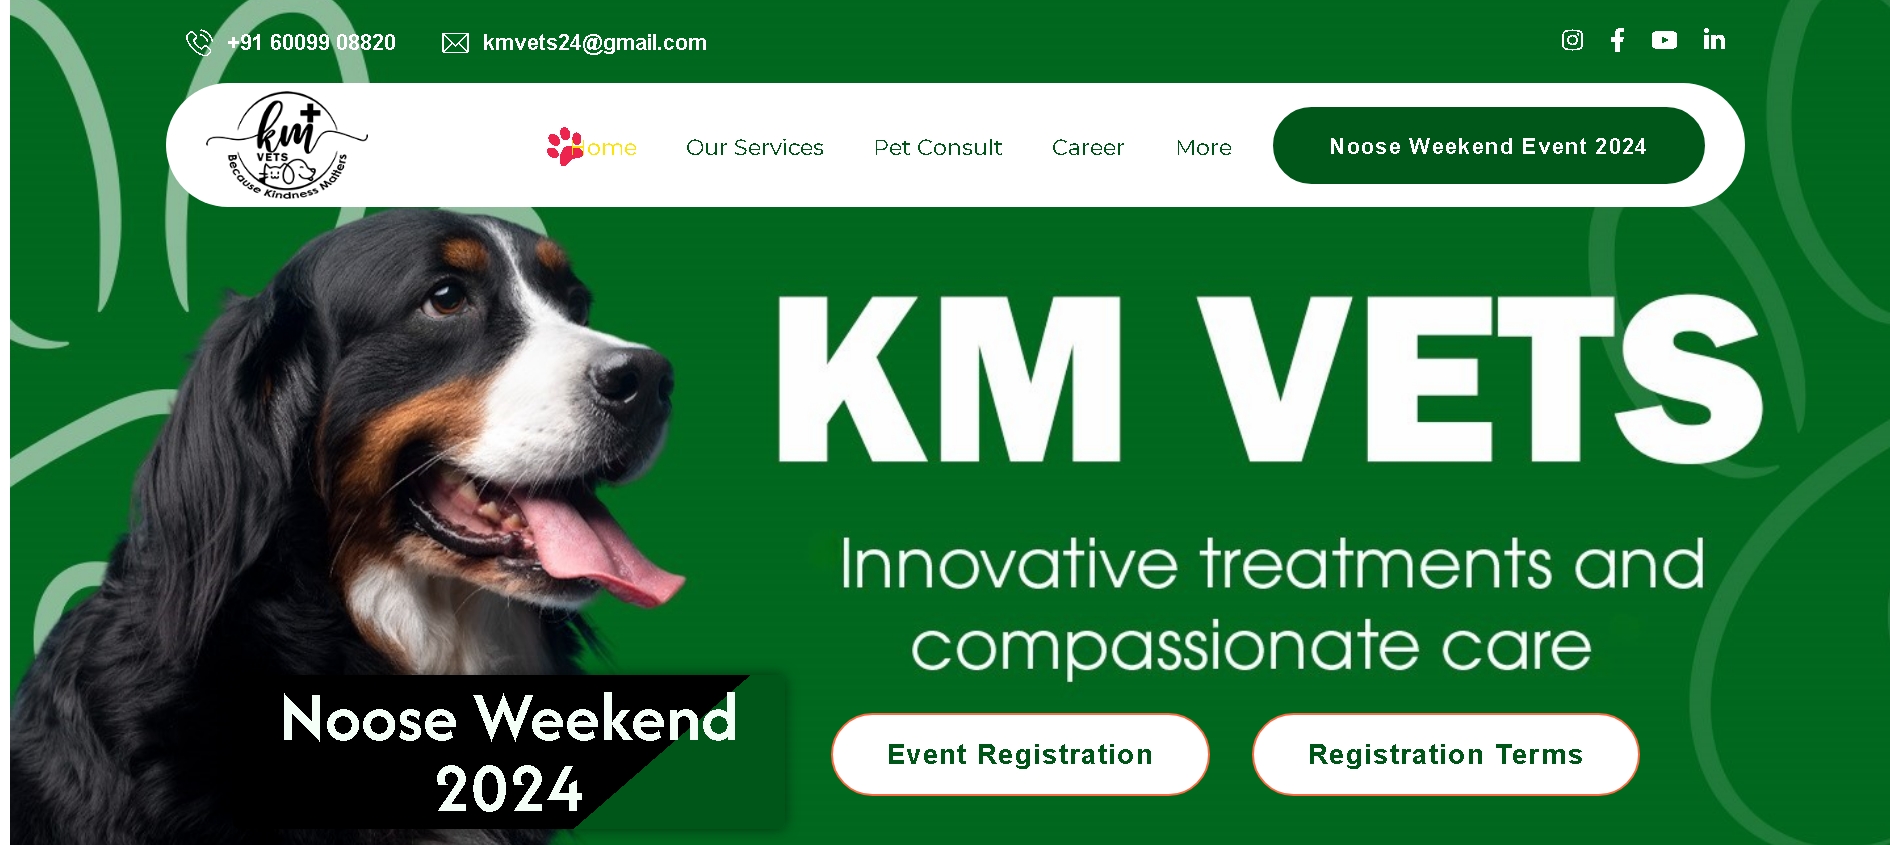 +91 60099 08820
kmvets24@gmail.com
km
VETS
Because Kindness Matters
Home
Our Services
Pet Consult
Career
More
Noose Weekend Event 2024
KM VETS
Innovative treatments and
compassionate care
Noose Weekend
2024
Event Registration
Registration Terms